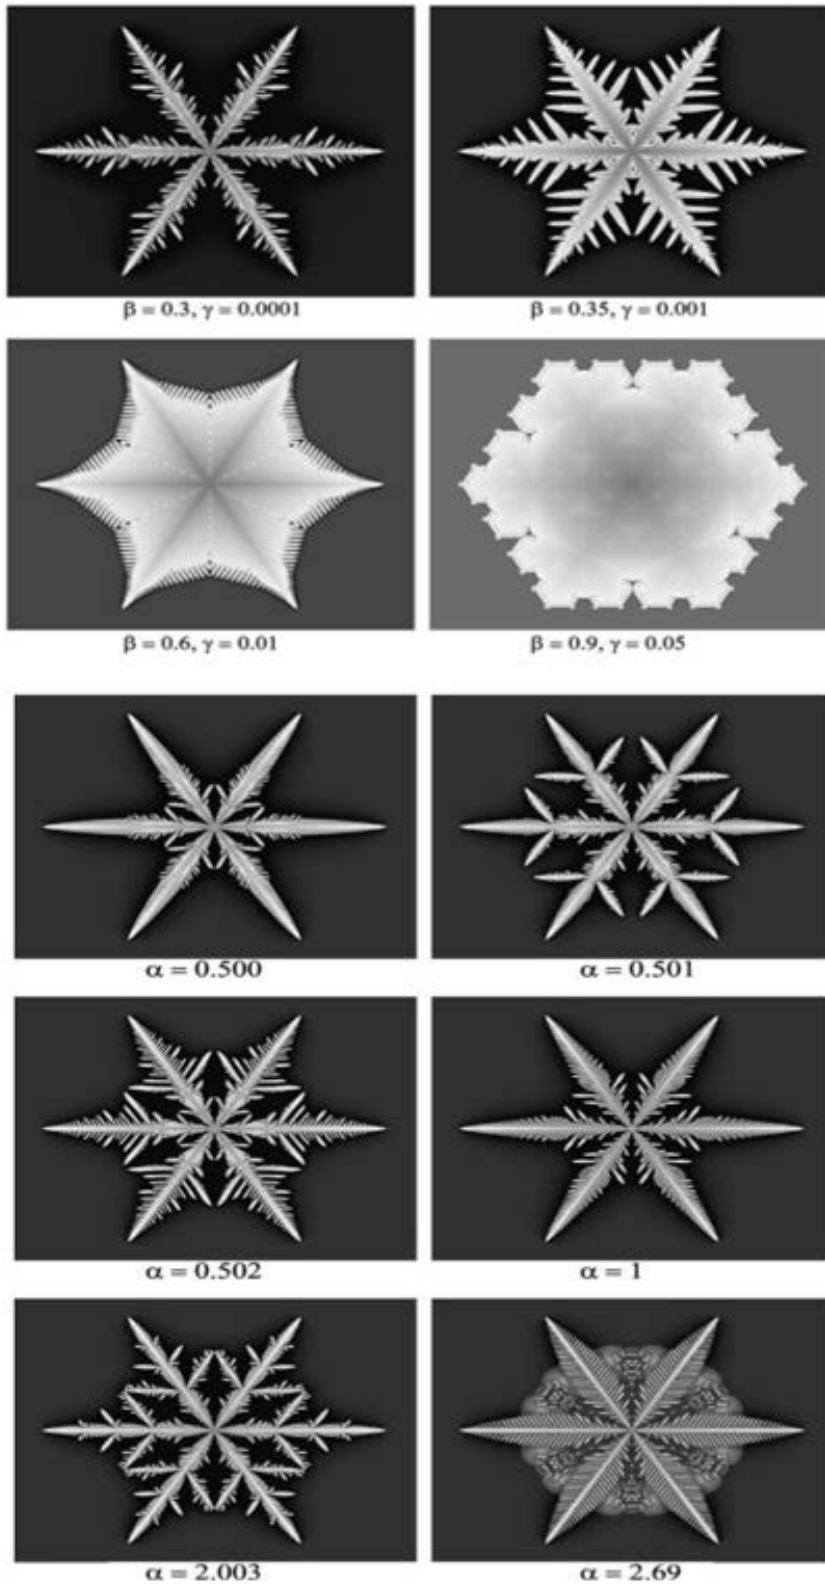 β = 0.3, γ = 0.0001
β = 0.35, γ = 0.001
β = 0.6, γ = 0.01
β = 0.9, γ = 0.05
α = 0.500
α = 0.501
α = 0.502
α = 1
α = 2.003
α = 2.69